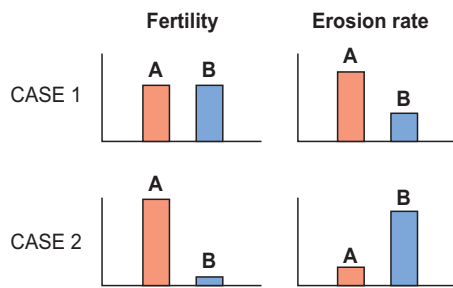 Fertility Erosion rate
A B A B
CASE 1
A B A B
CASE 2